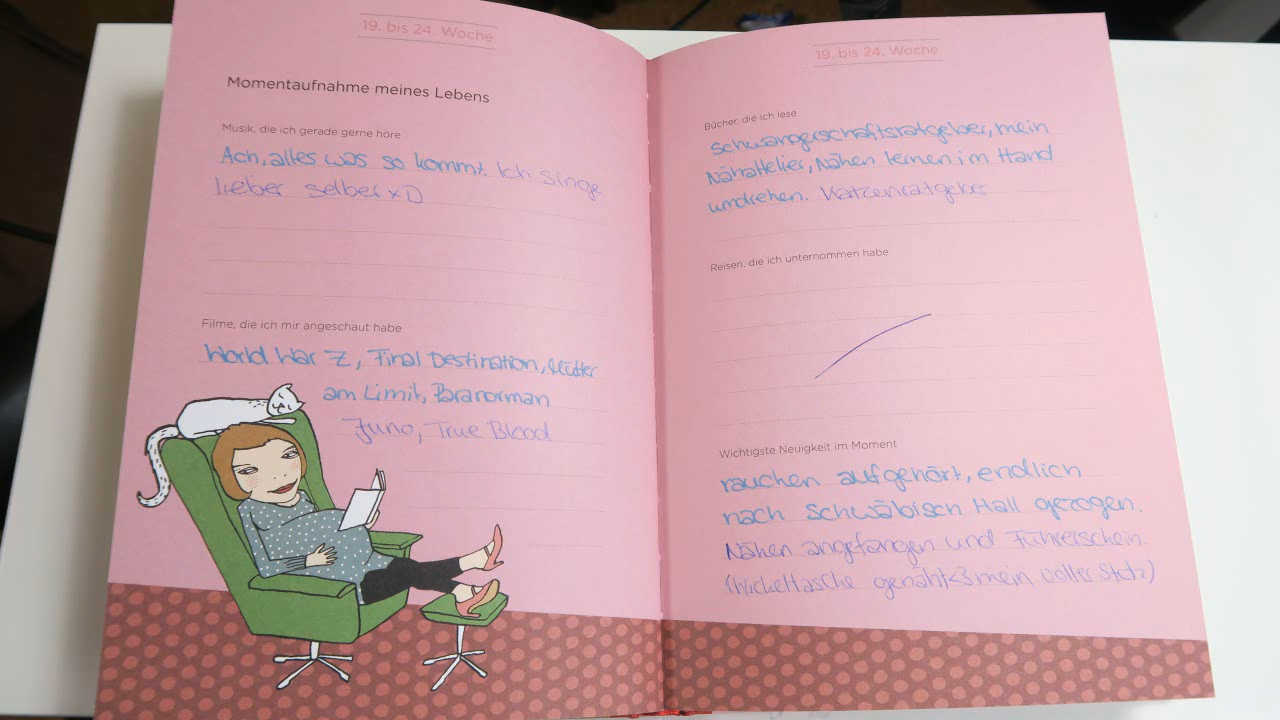 19. bis 24. Woche
Momentaufnahme meines Lebens
Musik, die ich gerade gerne höre
Ach, alles was so kommt. Ich singe
lieber selber xD
Filme, die ich mir angeschaut habe
World War Z, Final Destination, Mütter
am Limit, Paranorman
Juno, True Blood
19. bis 24. Woche
Bücher, die ich lese
Schwangerschaftsratgeber, mein
Nähattelier, Nähen lernen im Hand
umdrehen. Katzenratgeber
Reisen, die ich unternommen habe
Wichtigste Neuigkeit im Moment
rauchen aufgehört, endlich
nach Schwäbisch Hall gezogen.
Nähen angefangen und Führerschein
(Wickeltasche genäht <3 mein voller Stolz)